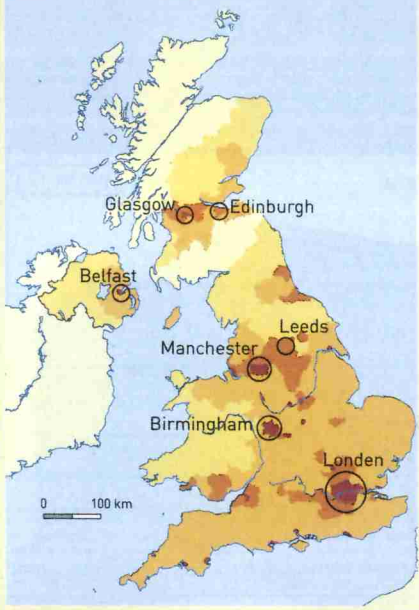 Glasgow
Edinburgh
Belfast
Leeds
Manchester
Birmingham
Londen
0 100 km